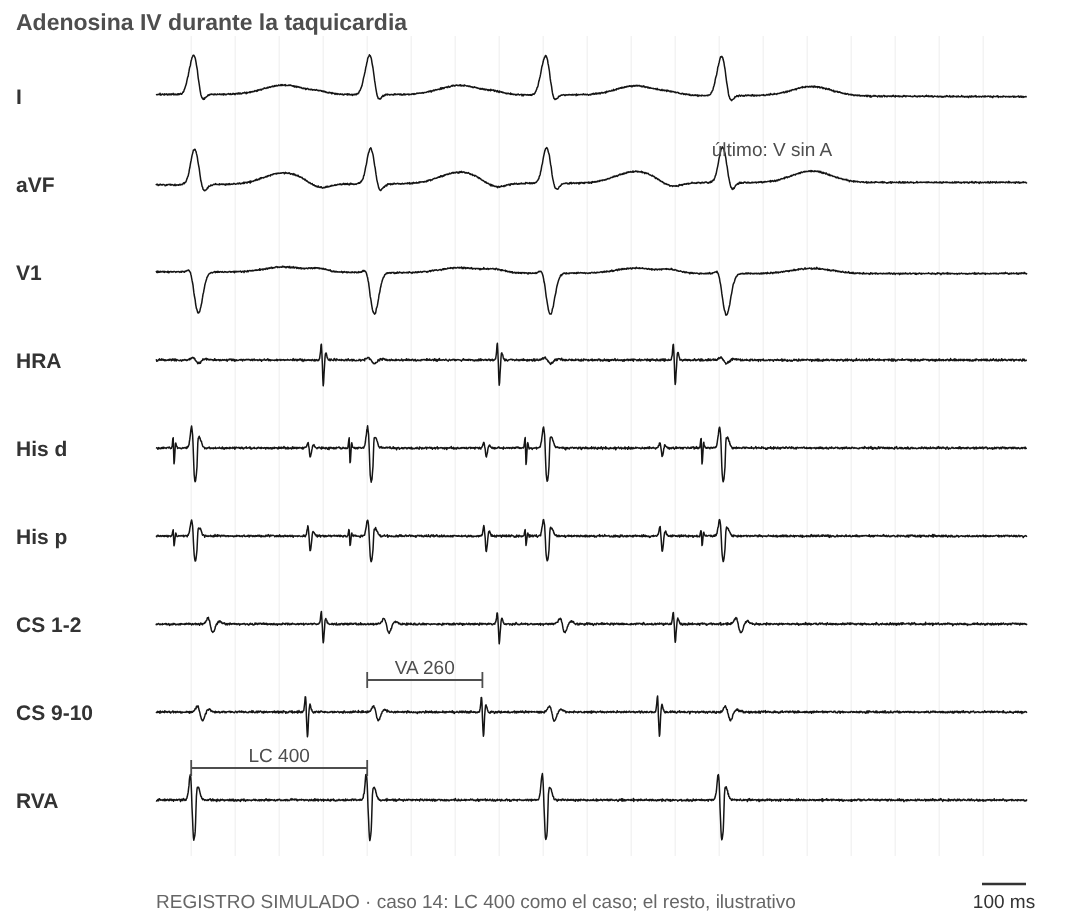 Adenosina IV durante la taquicardia
I
último: V sin A
aVF
V1
HRA
His d
His p
CS 1-2
VA 260
CS 9-10
LC 400
RVA
REGISTRO SIMULADO · caso 14: LC 400 como el caso; el resto, ilustrativo
100 ms